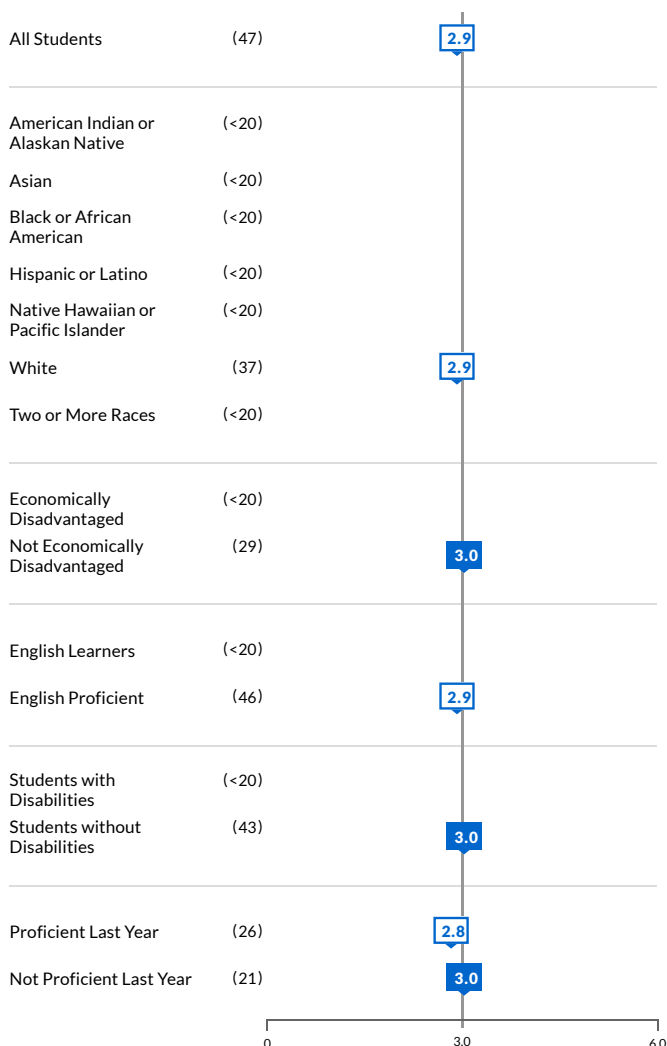 All Students (47) 2.9
American Indian or (<20)
Alaskan Native
Asian (<20)
Black or African (<20)
American
Hispanic or Latino (<20)
Native Hawaiian or (<20)
Pacific Islander
White (37) 2.9
Two or More Races (<20)
Economically (<20)
Disadvantaged
Not Economically (29) 3.0
Disadvantaged
English Learners (<20)
English Proficient (46) 2.9
Students with (<20)
Disabilities
Students without (43) 3.0
Disabilities
Proficient Last Year (26) 2.8
Not Proficient Last Year (21) 3.0
0 3.0 6.0